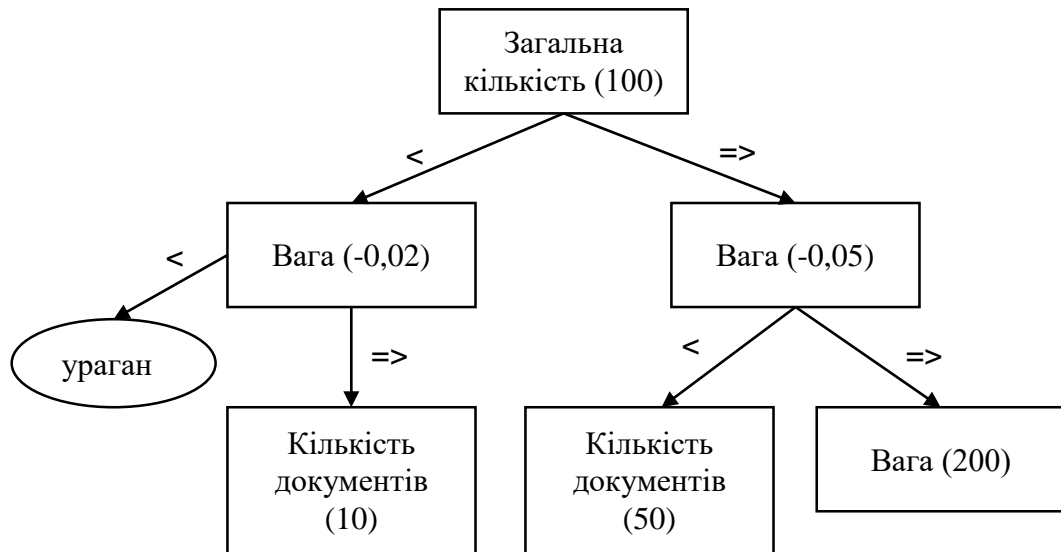 Загальна
кількість (100)
<
=>
Вага (-0,02)
Вага (-0,05)
<
ураган
=>
<
=>
Кількість
документів
(10)
Кількість
документів
(50)
Вага (200)